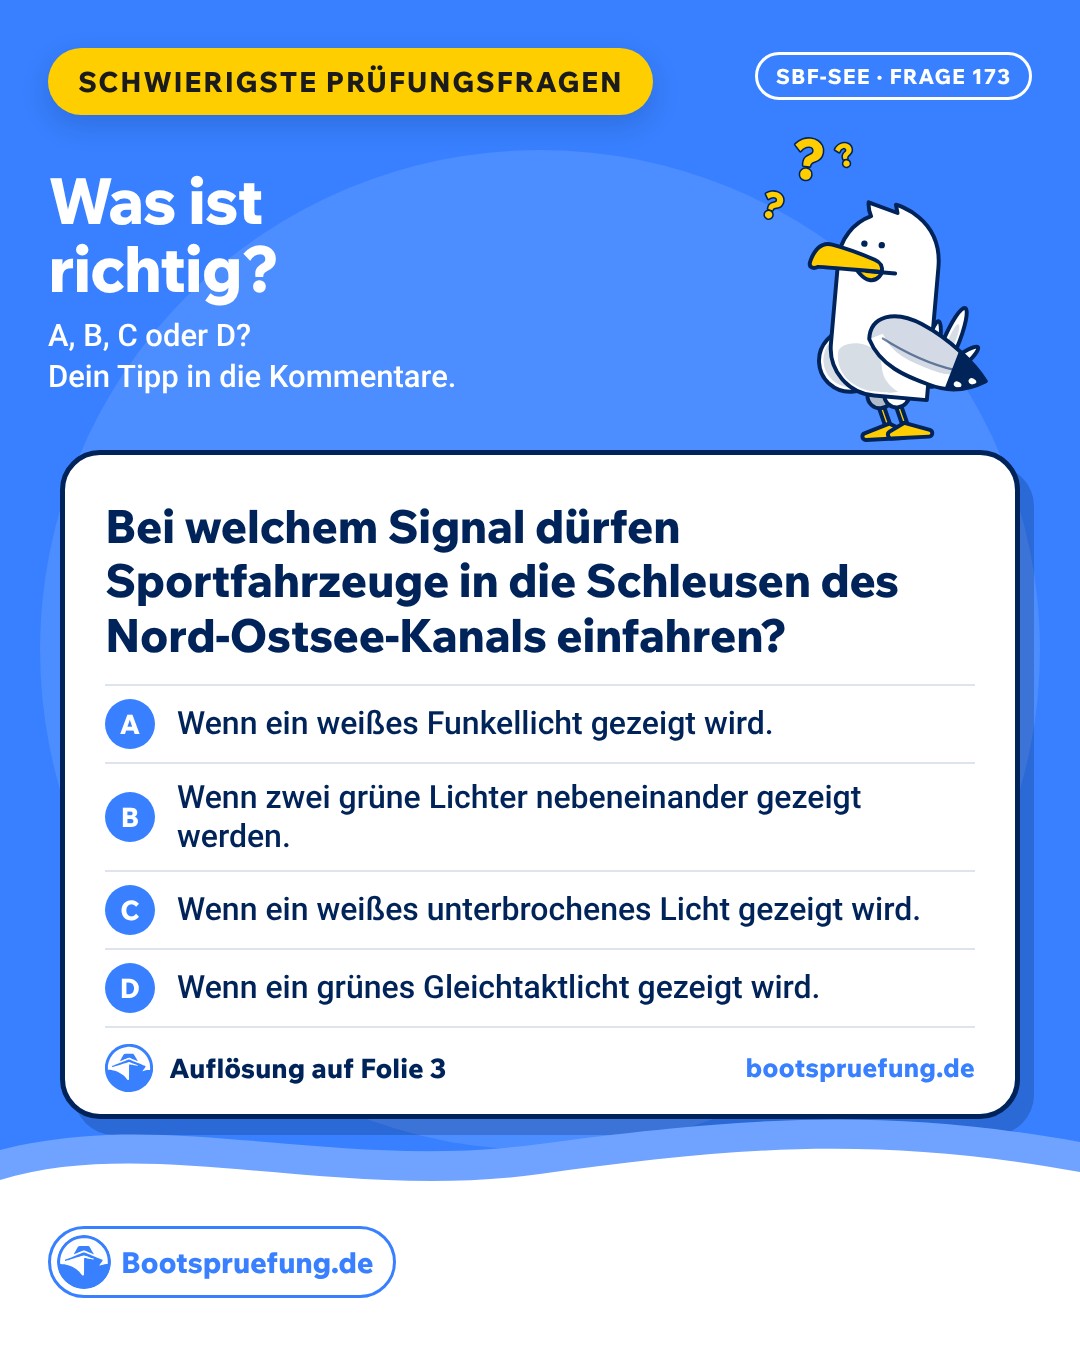 SCHWIERIGSTE PRÜFUNGSFRAGEN
SBF-SEE · FRAGE 173
? ? ?
Was ist
richtig?
A, B, C oder D?
Dein Tipp in die Kommentare.
Bei welchem Signal dürfen
Sportfahrzeuge in die Schleusen des
Nord-Ostsee-Kanals einfahren?
A Wenn ein weißes Funkellicht gezeigt wird.
B Wenn zwei grüne Lichter nebeneinander gezeigt
werden.
C Wenn ein weißes unterbrochenes Licht gezeigt wird.
D Wenn ein grünes Gleichtaktlicht gezeigt wird.
Auflösung auf Folie 3
bootspruefung.de
Bootspruefung.de